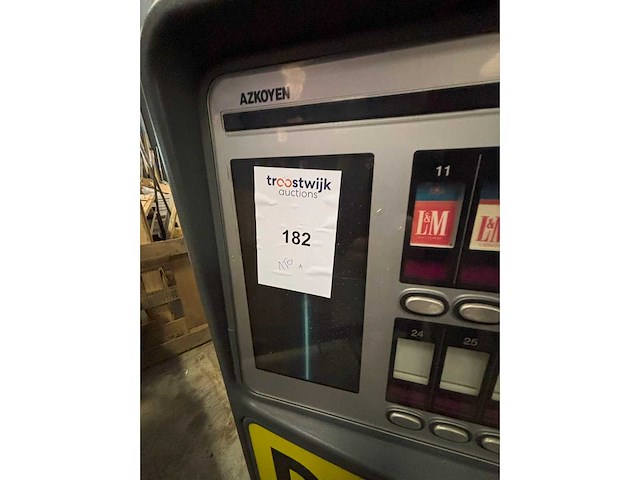 AZKOYEN
troostwijk
auctions
182
11
L&M
L&M
24
25